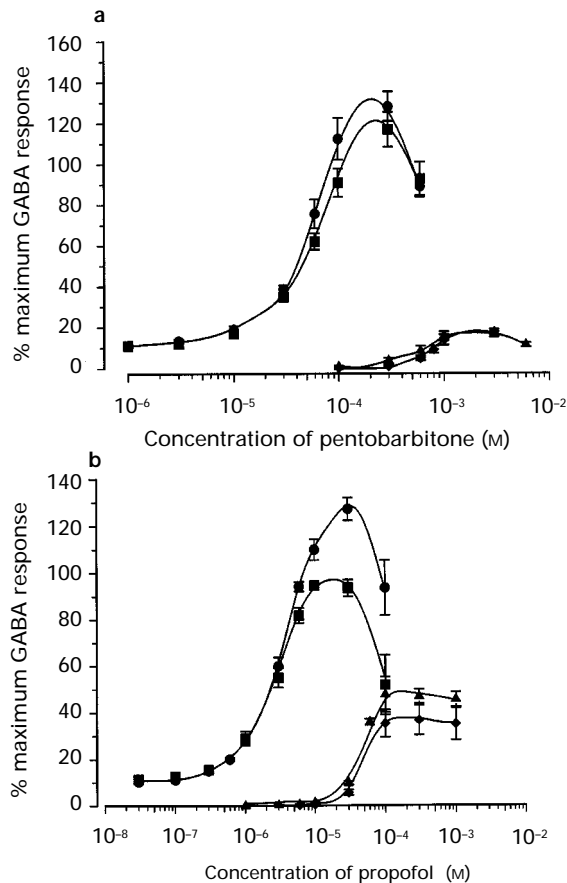 a
160
140
120
100
80
60
40
20
0
% maximum GABA response
10⁻⁶ 10⁻⁵ 10⁻⁴ 10⁻³ 10⁻²
Concentration of pentobarbitone (M)
b
140
120
100
80
60
40
20
0
% maximum GABA response
10⁻⁸ 10⁻⁷ 10⁻⁶ 10⁻⁵ 10⁻⁴ 10⁻³ 10⁻²
Concentration of propofol (M)